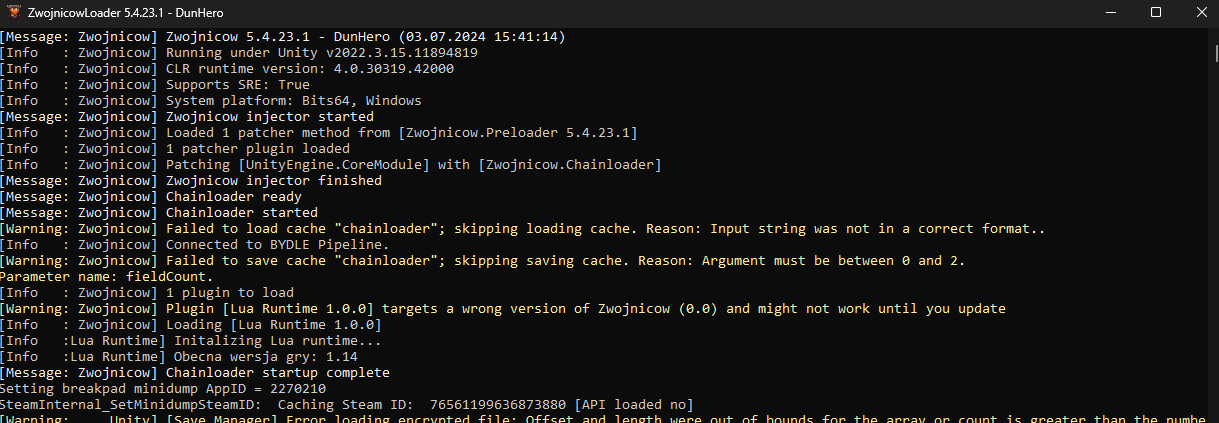 ZwojnicowLoader 5.4.23.1 - DunHero
[Message: Zwojnicow] Zwojnicow 5.4.23.1 - DunHero (03.07.2024 15:41:14)
[Info   : Zwojnicow] Running under Unity v2022.3.15.11894819
[Info   : Zwojnicow] CLR runtime version: 4.0.30319.42000
[Info   : Zwojnicow] Supports SRE: True
[Info   : Zwojnicow] System platform: Bits64, Windows
[Message: Zwojnicow] Zwojnicow injector started
[Info   : Zwojnicow] Loaded 1 patcher method from [Zwojnicow.Preloader 5.4.23.1]
[Info   : Zwojnicow] 1 patcher plugin loaded
[Info   : Zwojnicow] Patching [UnityEngine.CoreModule] with [Zwojnicow.Chainloader]
[Message: Zwojnicow] Zwojnicow injector finished
[Message: Zwojnicow] Chainloader ready
[Message: Zwojnicow] Chainloader started
[Warning: Zwojnicow] Failed to load cache "chainloader"; skipping loading cache. Reason: Input string was not in a correct format..
[Info   : Zwojnicow] Connected to BYDLE Pipeline.
[Warning: Zwojnicow] Failed to save cache "chainloader"; skipping saving cache. Reason: Argument must be between 0 and 2.
Parameter name: fieldCount.
[Info   : Zwojnicow] 1 plugin to load
[Warning: Zwojnicow] Plugin [Lua Runtime 1.0.0] targets a wrong version of Zwojnicow (0.0) and might not work until you update
[Info   : Zwojnicow] Loading [Lua Runtime 1.0.0]
[Info   :Lua Runtime] Initalizing Lua runtime...
[Info   :Lua Runtime] Obecna wersja gry: 1.14
[Message: Zwojnicow] Chainloader startup complete
Setting breakpad minidump AppID = 2270210
SteamInternal_SetMinidumpSteamID:  Caching Steam ID:  76561199636873880 [API loaded no]
[Warning:     Unity] [Save Manager] Error loading encrypted file: Offset and length were out of bounds for the array or count is greater than the numbe